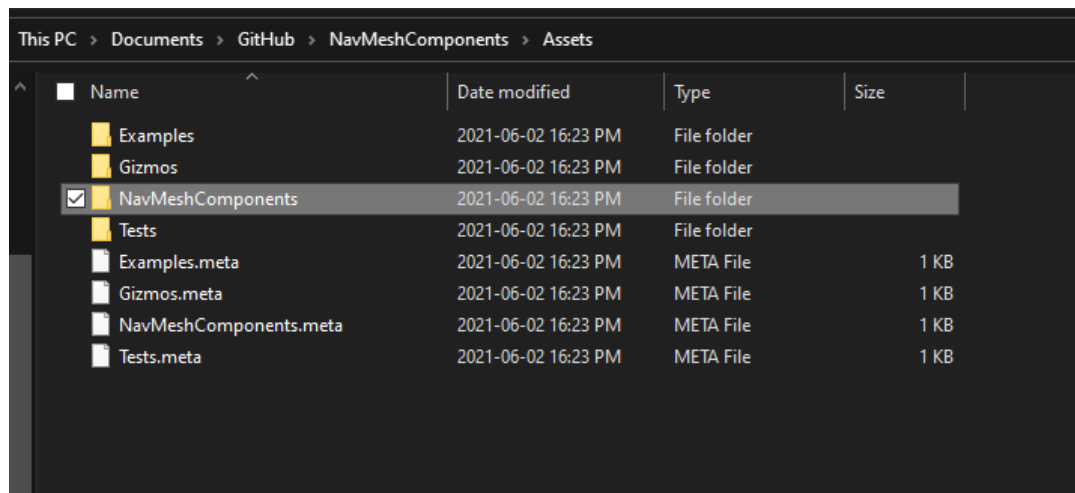 This PC > Documents > GitHub > NavMeshComponents > Assets
Name Date modified Type Size
Examples 2021-06-02 16:23 PM File folder
Gizmos 2021-06-02 16:23 PM File folder
NavMeshComponents 2021-06-02 16:23 PM File folder
Tests 2021-06-02 16:23 PM File folder
Examples.meta 2021-06-02 16:23 PM META File 1 KB
Gizmos.meta 2021-06-02 16:23 PM META File 1 KB
NavMeshComponents.meta 2021-06-02 16:23 PM META File 1 KB
Tests.meta 2021-06-02 16:23 PM META File 1 KB